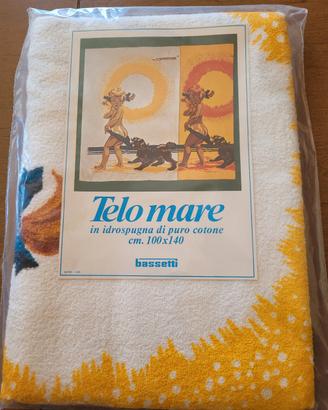 Telo mare
in idrospugna di puro cotone
cm. 100x140
bassetti